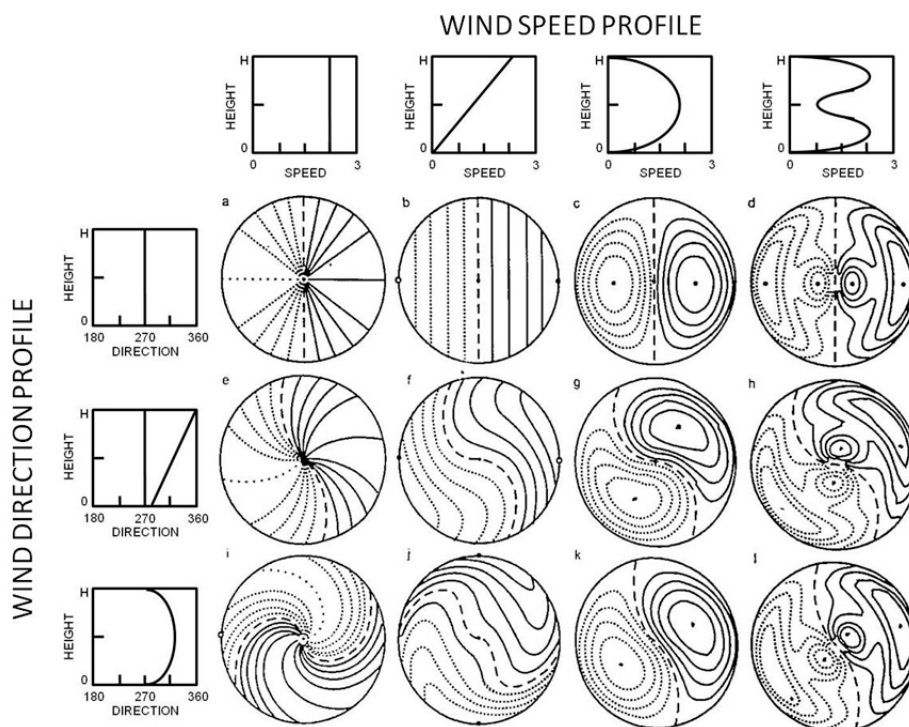 WIND SPEED PROFILE
H
HEIGHT
0
0 3
SPEED
H
HEIGHT
0
0 3
SPEED
H
HEIGHT
0
0 3
SPEED
H
HEIGHT
0
0 3
SPEED
WIND DIRECTION PROFILE
H
HEIGHT
0
180 270 360
DIRECTION
a
b
c
d
H
HEIGHT
0
180 270 360
DIRECTION
e
f
g
h
H
HEIGHT
0
180 270 360
DIRECTION
i
j
k
l